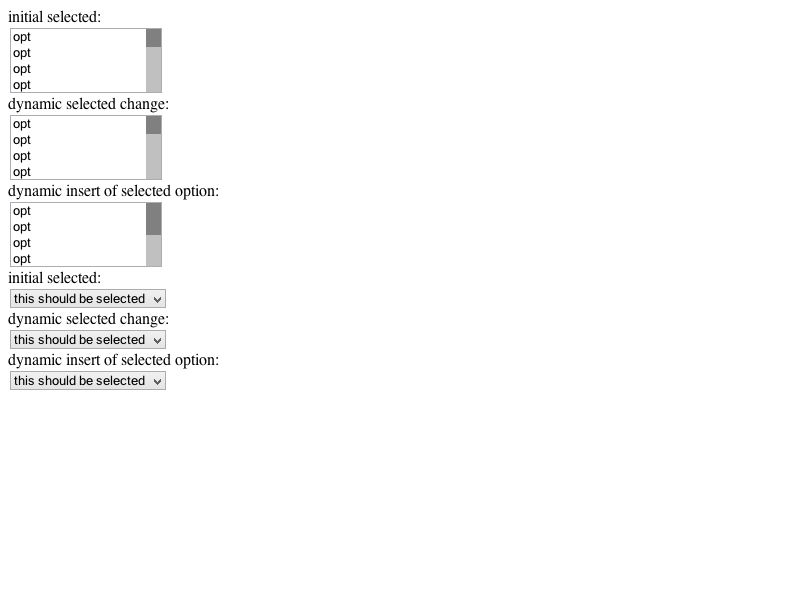 initial selected:
opt
opt
opt
opt
dynamic selected change:
opt
opt
opt
opt
dynamic insert of selected option:
opt
opt
opt
opt
initial selected:
this should be selected
dynamic selected change:
this should be selected
dynamic insert of selected option:
this should be selected